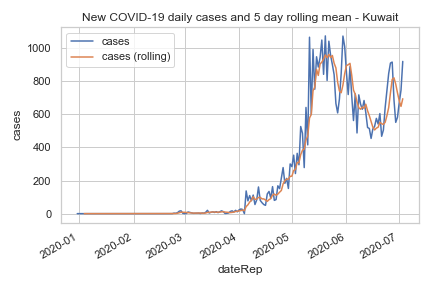 New COVID-19 daily cases and 5 day rolling mean - Kuwait
cases
cases (rolling)
cases
1000
800
600
400
200
0
2020-01
2020-02
2020-03
2020-04
2020-05
2020-06
2020-07
dateRep